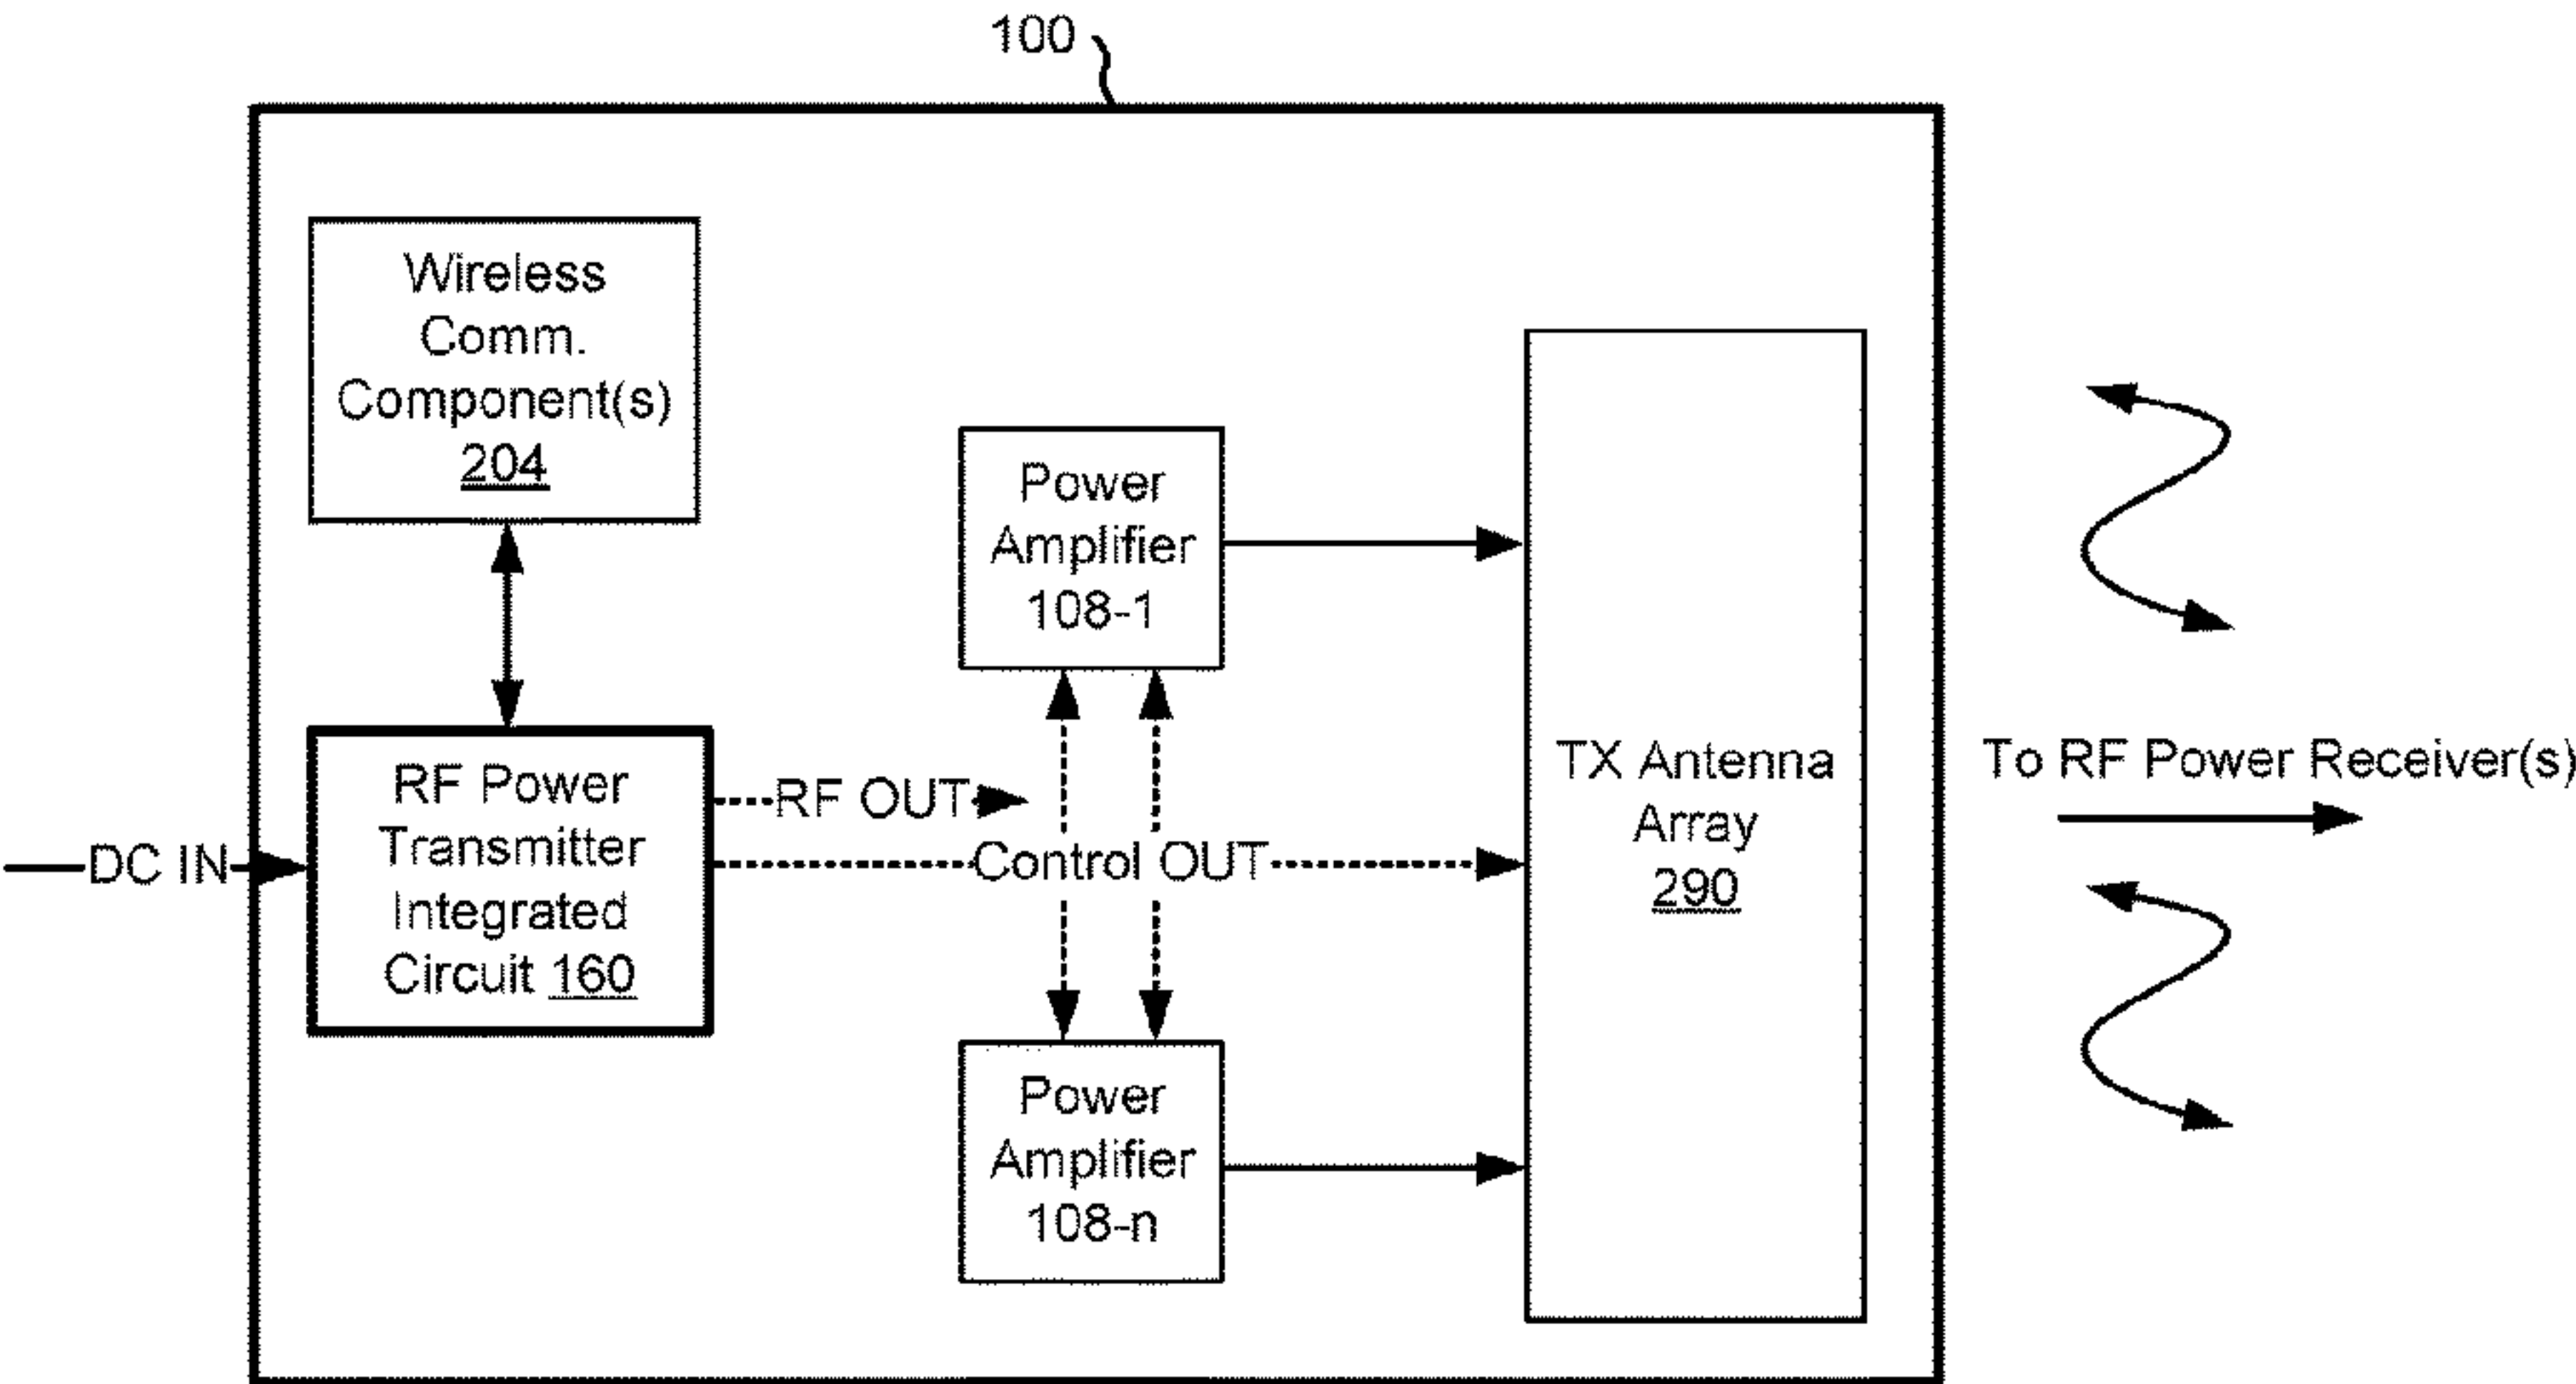 100
Wireless
Comm.
Component(s)
204
Power
Amplifier
108-1
RF Power
Transmitter
Integrated
Circuit 160
DC IN
RF OUT
Control OUT
TX Antenna
Array
290
To RF Power Receiver(s)
Power
Amplifier
108-n